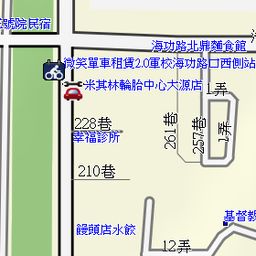 號院民宿
海功路北鼎麵食館
微笑單車租賃2.0軍校海功路口西側站
米其林輪胎中心大源店
1弄
228巷
幸福診所
261巷
257巷
1弄
210巷
饅頭店水餃
基督教
12弄